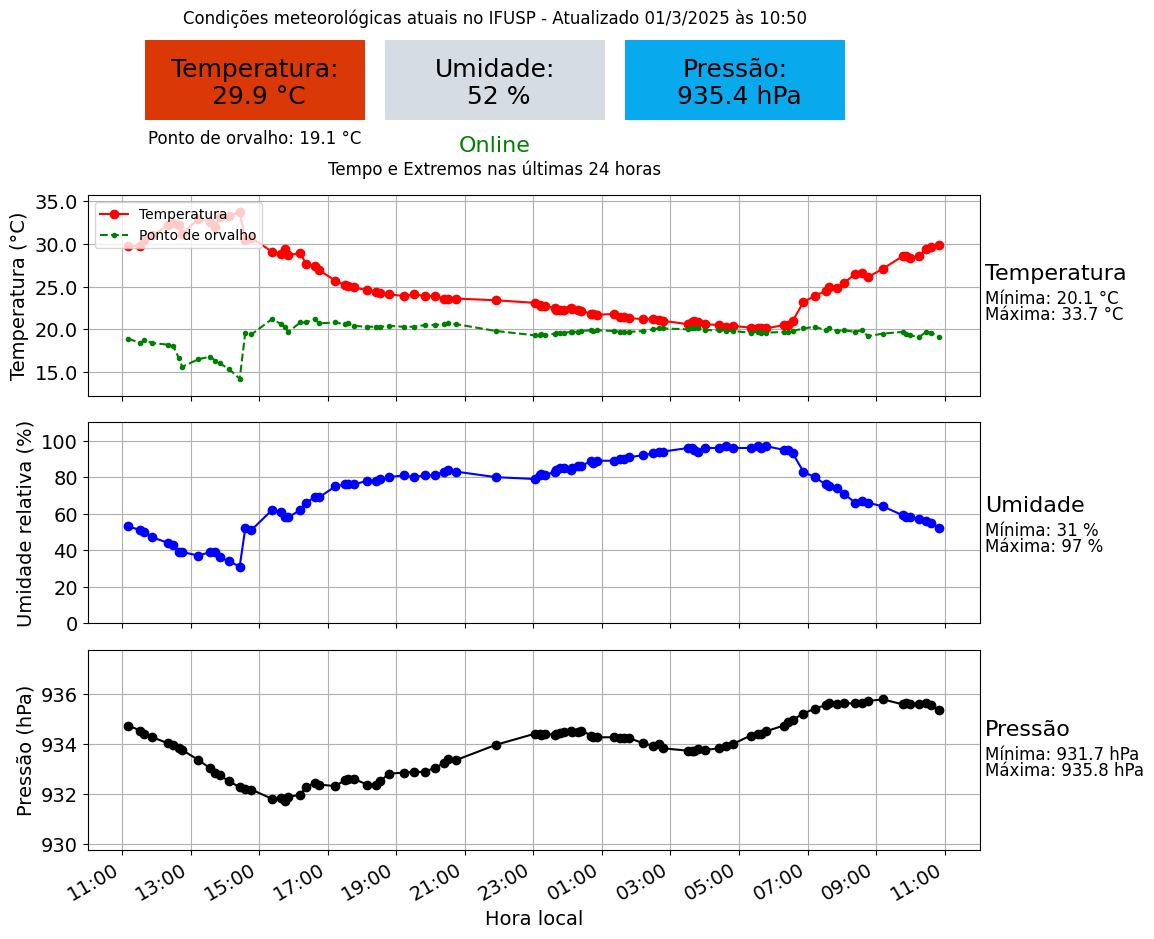 Condições meteorológicas atuais no IFUSP - Atualizado 01/3/2025 às 10:50
Temperatura:
29.9 °C
Umidade:
52 %
Pressão:
935.4 hPa
Ponto de orvalho: 19.1 °C
Online
Tempo e Extremos nas últimas 24 horas
Temperatura (°C)
35.0
30.0
25.0
20.0
15.0
Temperatura
Ponto de orvalho
Temperatura
Mínima: 20.1 °C
Máxima: 33.7 °C
Umidade relativa (%)
100
80
60
40
20
0
Umidade
Mínima: 31 %
Máxima: 97 %
Pressão (hPa)
936
934
932
930
Pressão
Mínima: 931.7 hPa
Máxima: 935.8 hPa
11:00 13:00 15:00 17:00 19:00 21:00 23:00 01:00 03:00 05:00 07:00 09:00 11:00
Hora local